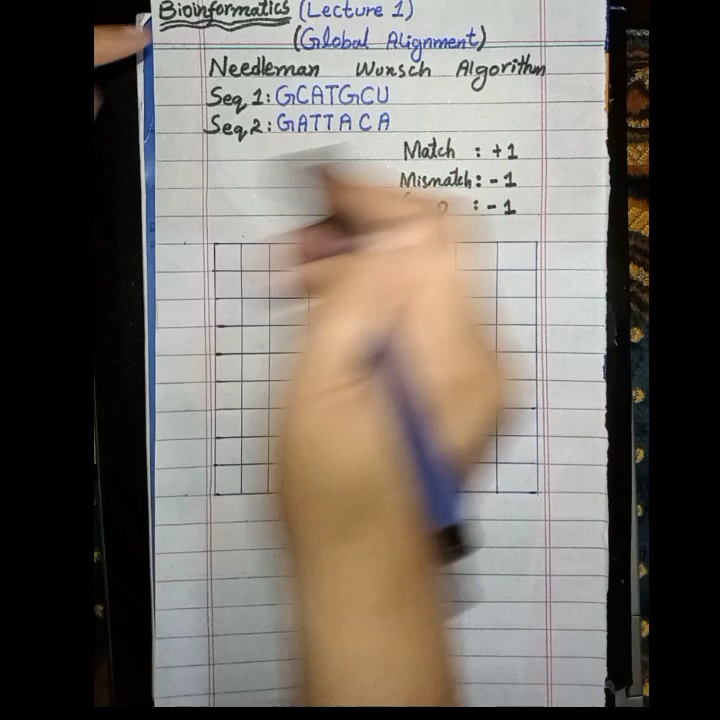 Bioinformatics (Lecture 1)
(Global Alignment)
Needleman Wunsch Algorithm
Seq 1: GCATGCU
Seq 2: GATTACA
Match : +1
Mismatch: -1
: -1